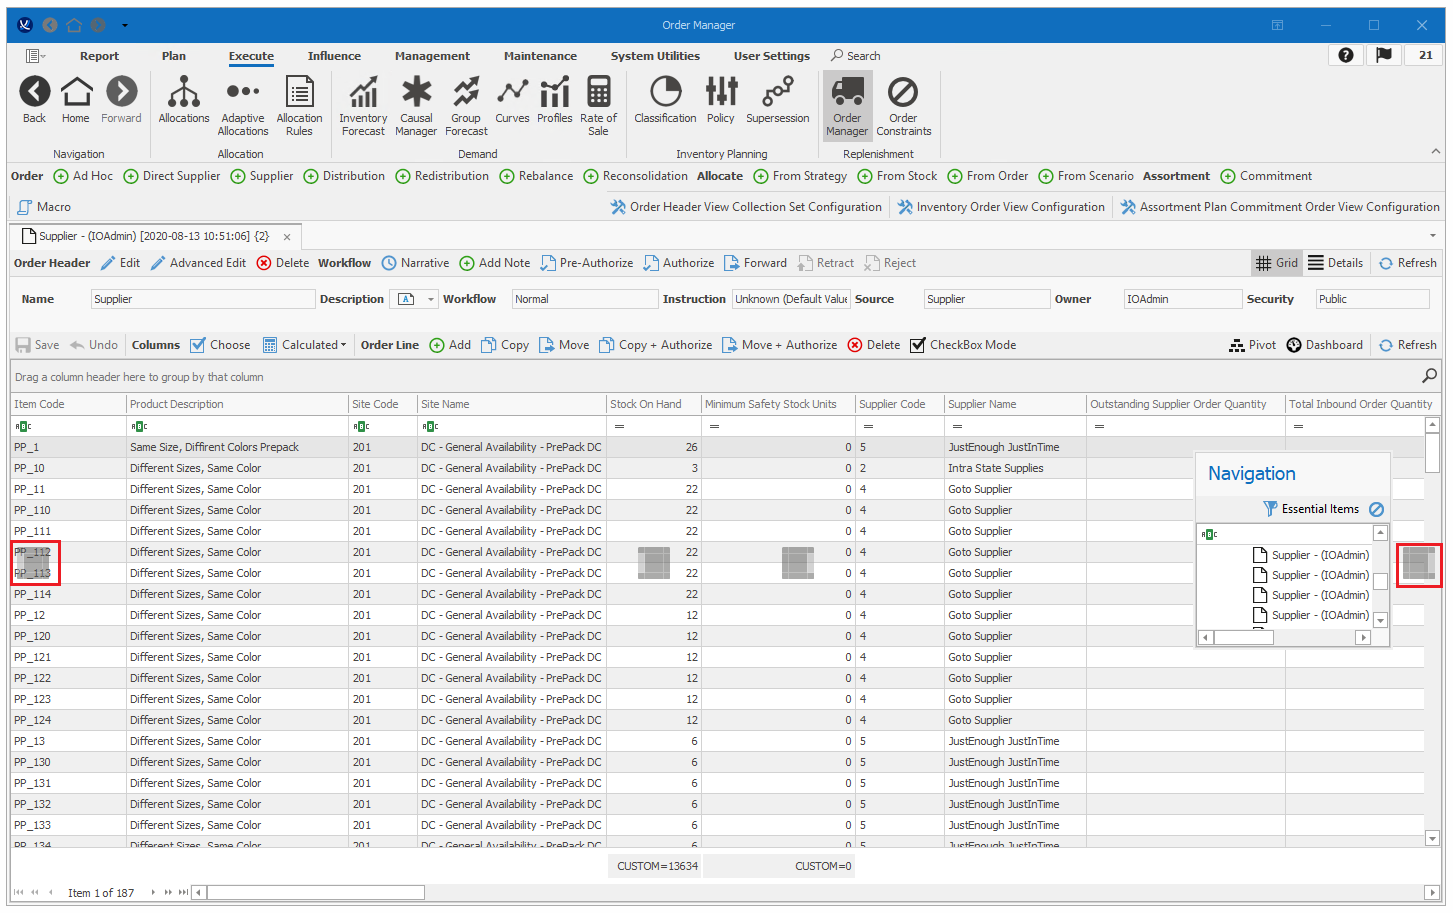 Order Manager
Report Plan Execute Influence Management Maintenance System Utilities User Settings Search 21
Back Home Forward Allocations Adaptive Allocations Allocation Rules Inventory Forecast Causal Manager Group Forecast Curves Profiles Rate of Sale Classification Policy Supersession Order Manager Order Constraints
Navigation Allocation Demand Inventory Planning Replenishment
Order Ad Hoc Direct Supplier Supplier Distribution Redistribution Rebalance Reconsolidation Allocate From Strategy From Stock From Order From Scenario Assortment Commitment
Macro Order Header View Collection Set Configuration Inventory Order View Configuration Assortment Plan Commitment Order View Configuration
Supplier - (IOAdmin) [2020-08-13 10:51:06] {2}
Order Header Edit Advanced Edit Delete Workflow Narrative Add Note Pre-Authorize Authorize Forward Retract Reject Grid Details Refresh
Name Supplier Description Workflow Normal Instruction Unknown (Default Value Source Supplier Owner IOAdmin Security Public
Save Undo Columns Choose Calculated Order Line Add Copy Move Copy + Authorize Move + Authorize Delete CheckBox Mode Pivot Dashboard Refresh
Drag a column header here to group by that column
Item Code Product Description Site Code Site Name Stock On Hand Minimum Safety Stock Units Supplier Code Supplier Name Outstanding Supplier Order Quantity Total Inbound Order Quantity
ABC ABC ABC ABC = = = = = =
PP_1 Same Size, Diffirent Colors Prepack 201 DC - General Availability - PrePack DC 26 0 5 JustEnough JustInTime
PP_10 Different Sizes, Same Color 201 DC - General Availability - PrePack DC 3 0 2 Intra State Supplies
PP_11 Different Sizes, Same Color 201 DC - General Availability - PrePack DC 22 0 4 Goto Supplier
PP_110 Different Sizes, Same Color 201 DC - General Availability - PrePack DC 22 0 4 Goto Supplier
PP_111 Different Sizes, Same Color 201 DC - General Availability - PrePack DC 22 0 4 Goto Supplier
PP_112 Different Sizes, Same Color 201 DC - General Availability - PrePack DC 22 0 4 Goto Supplier
PP_113 Different Sizes, Same Color 201 DC - General Availability - PrePack DC 22 0 4 Goto Supplier
PP_114 Different Sizes, Same Color 201 DC - General Availability - PrePack DC 22 0 4 Goto Supplier
PP_12 Different Sizes, Same Color 201 DC - General Availability - PrePack DC 12 0 4 Goto Supplier
PP_120 Different Sizes, Same Color 201 DC - General Availability - PrePack DC 12 0 4 Goto Supplier
PP_121 Different Sizes, Same Color 201 DC - General Availability - PrePack DC 12 0 4 Goto Supplier
PP_122 Different Sizes, Same Color 201 DC - General Availability - PrePack DC 12 0 4 Goto Supplier
PP_123 Different Sizes, Same Color 201 DC - General Availability - PrePack DC 12 0 4 Goto Supplier
PP_124 Different Sizes, Same Color 201 DC - General Availability - PrePack DC 12 0 4 Goto Supplier
PP_13 Different Sizes, Same Color 201 DC - General Availability - PrePack DC 6 0 5 JustEnough JustInTime
PP_130 Different Sizes, Same Color 201 DC - General Availability - PrePack DC 6 0 5 JustEnough JustInTime
PP_131 Different Sizes, Same Color 201 DC - General Availability - PrePack DC 6 0 5 JustEnough JustInTime
PP_132 Different Sizes, Same Color 201 DC - General Availability - PrePack DC 6 0 5 JustEnough JustInTime
PP_133 Different Sizes, Same Color 201 DC - General Availability - PrePack DC 6 0 5 JustEnough JustInTime
PP_134 Different Sizes, Same Color 201 DC - General Availability - PrePack DC 6 0 5 JustEnough JustInTime
Navigation
Essential Items
ABC
Supplier - (IOAdmin)
Supplier - (IOAdmin)
Supplier - (IOAdmin)
Supplier - (IOAdmin)
CUSTOM=13634 CUSTOM=0
Item 1 of 187